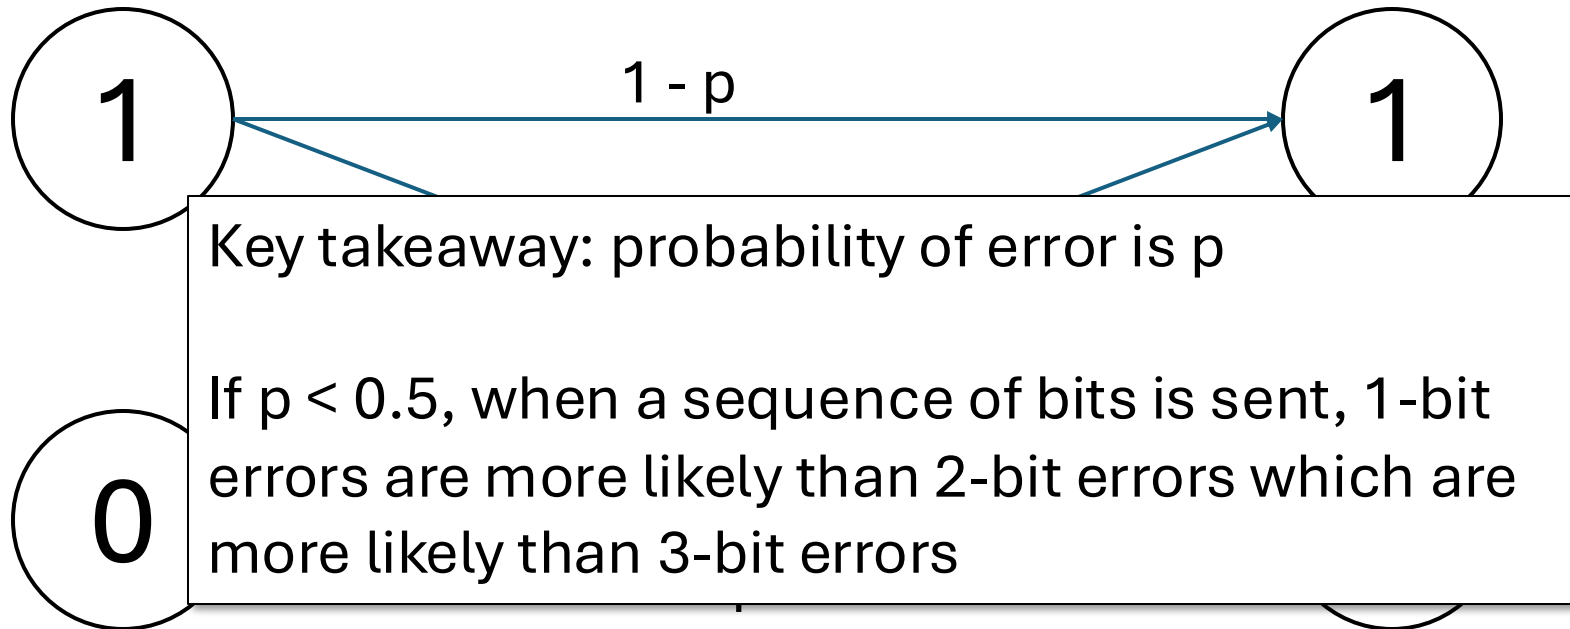 1 - p
1
1
Key takeaway: probability of error is p
If p < 0.5, when a sequence of bits is sent, 1-bit
errors are more likely than 2-bit errors which are
more likely than 3-bit errors
0